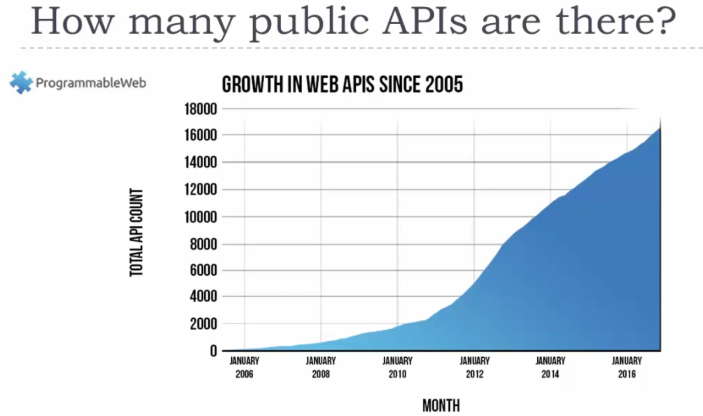 How many public APIs are there?
ProgrammableWeb
GROWTH IN WEB APIS SINCE 2005
18000
16000
14000
12000
10000
8000
6000
4000
2000
0
TOTAL API COUNT
JANUARY 2006
JANUARY 2008
JANUARY 2010
JANUARY 2012
JANUARY 2014
JANUARY 2016
MONTH